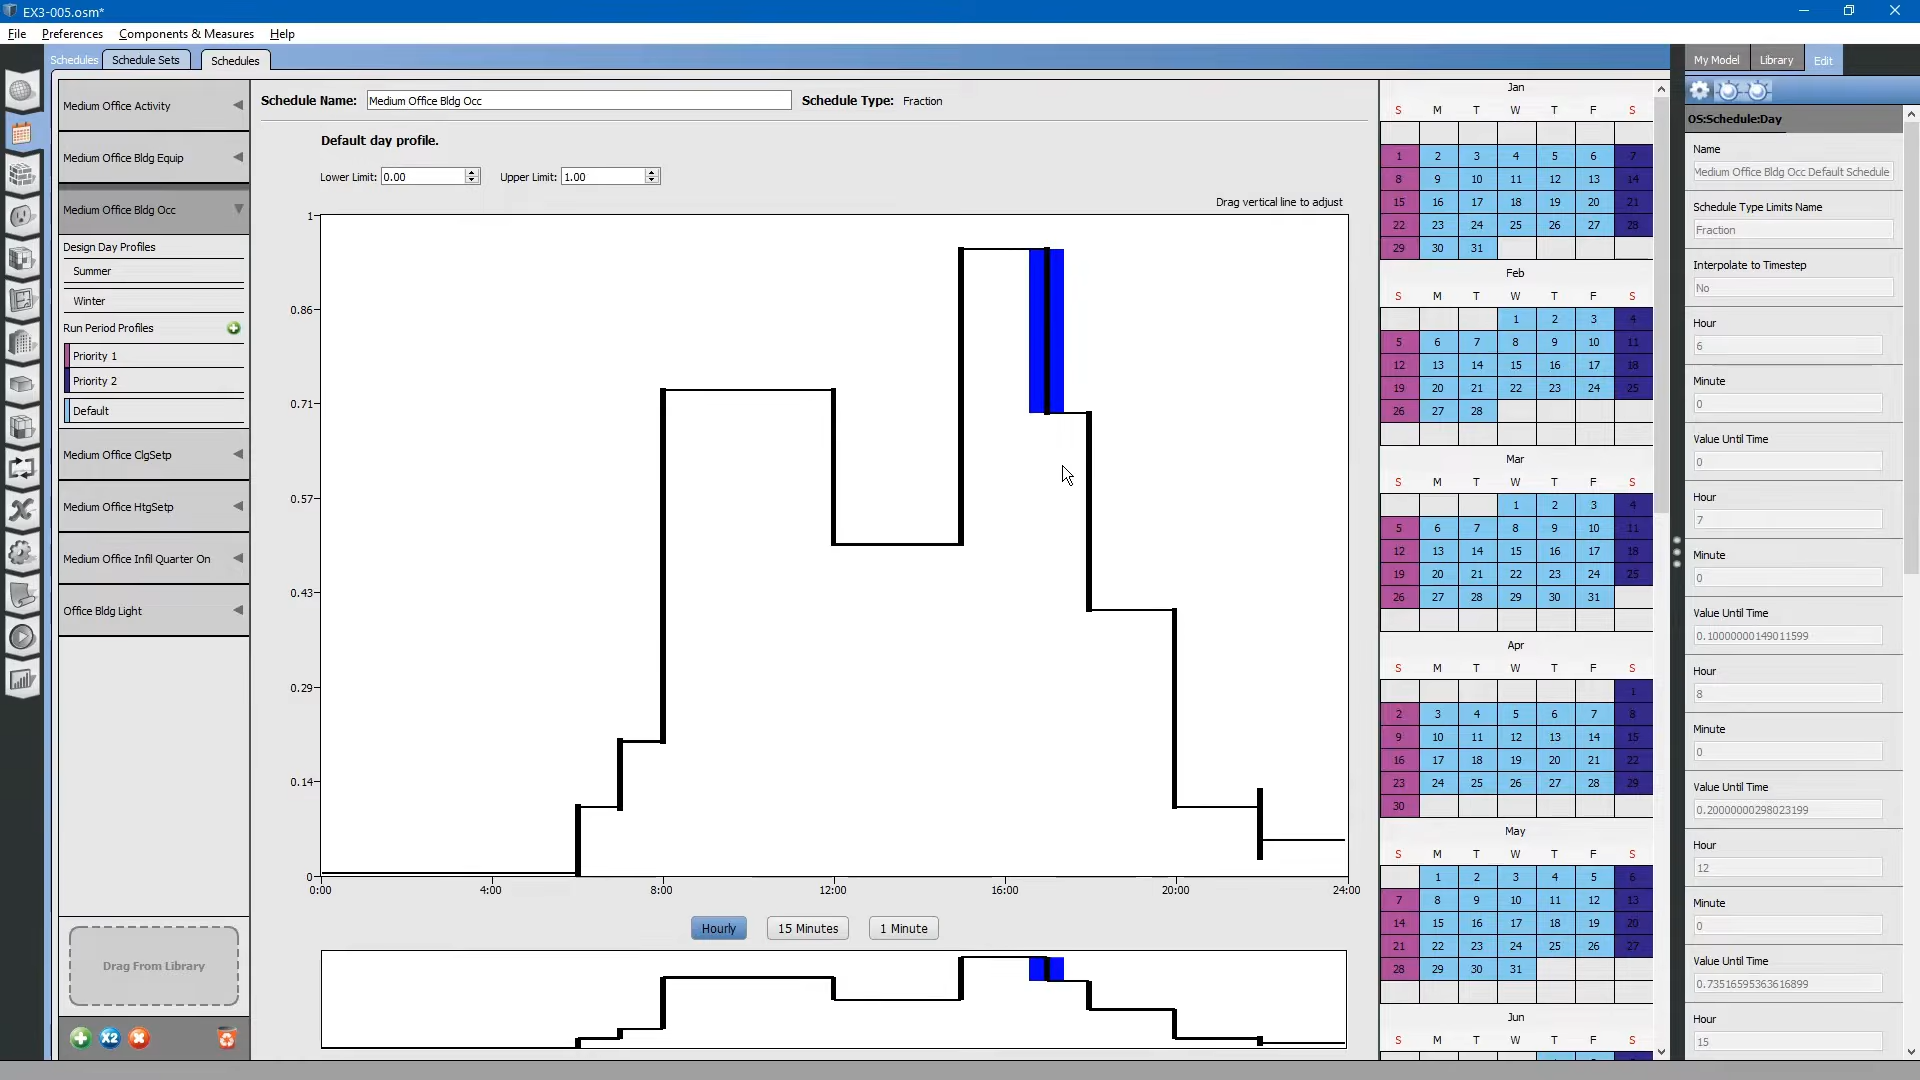 EX3-005.osm*
File Preferences Components & Measures Help
Schedules Schedule Sets Schedules
My Model Library Edit
Medium Office Activity
Medium Office Bldg Equip
Medium Office Bldg Occ
Design Day Profiles
Summer
Winter
Run Period Profiles
Priority 1
Priority 2
Default
Medium Office ClgSetp
Medium Office HtgSetp
Medium Office Infil Quarter On
Office Bldg Light
Drag From Library
X2
Schedule Name: Medium Office Bldg Occ Schedule Type: Fraction
Default day profile.
Lower Limit: 0.00 Upper Limit: 1.00
Drag vertical line to adjust
1
0.86
0.71
0.57
0.43
0.29
0.14
0
0:00 4:00 8:00 12:00 16:00 20:00 24:00
Hourly 15 Minutes 1 Minute
Jan
S M T W T F S
1 2 3 4 5 6 7
8 9 10 11 12 13 14
15 16 17 18 19 20 21
22 23 24 25 26 27 28
29 30 31
Feb
S M T W T F S
1 2 3 4
5 6 7 8 9 10 11
12 13 14 15 16 17 18
19 20 21 22 23 24 25
26 27 28
Mar
S M T W T F S
1 2 3 4
5 6 7 8 9 10 11
12 13 14 15 16 17 18
19 20 21 22 23 24 25
26 27 28 29 30 31
Apr
S M T W T F S
1
2 3 4 5 6 7 8
9 10 11 12 13 14 15
16 17 18 19 20 21 22
23 24 25 26 27 28 29
30
May
S M T W T F S
1 2 3 4 5 6
7 8 9 10 11 12 13
14 15 16 17 18 19 20
21 22 23 24 25 26 27
28 29 30 31
Jun
S M T W T F S
OS:Schedule:Day
Name
Medium Office Bldg Occ Default Schedule
Schedule Type Limits Name
Fraction
Interpolate to Timestep
No
Hour
6
Minute
0
Value Until Time
0
Hour
7
Minute
0
Value Until Time
0.10000000149011599
Hour
8
Minute
0
Value Until Time
0.20000000298023199
Hour
12
Minute
0
Value Until Time
0.73516595363616899
Hour
15